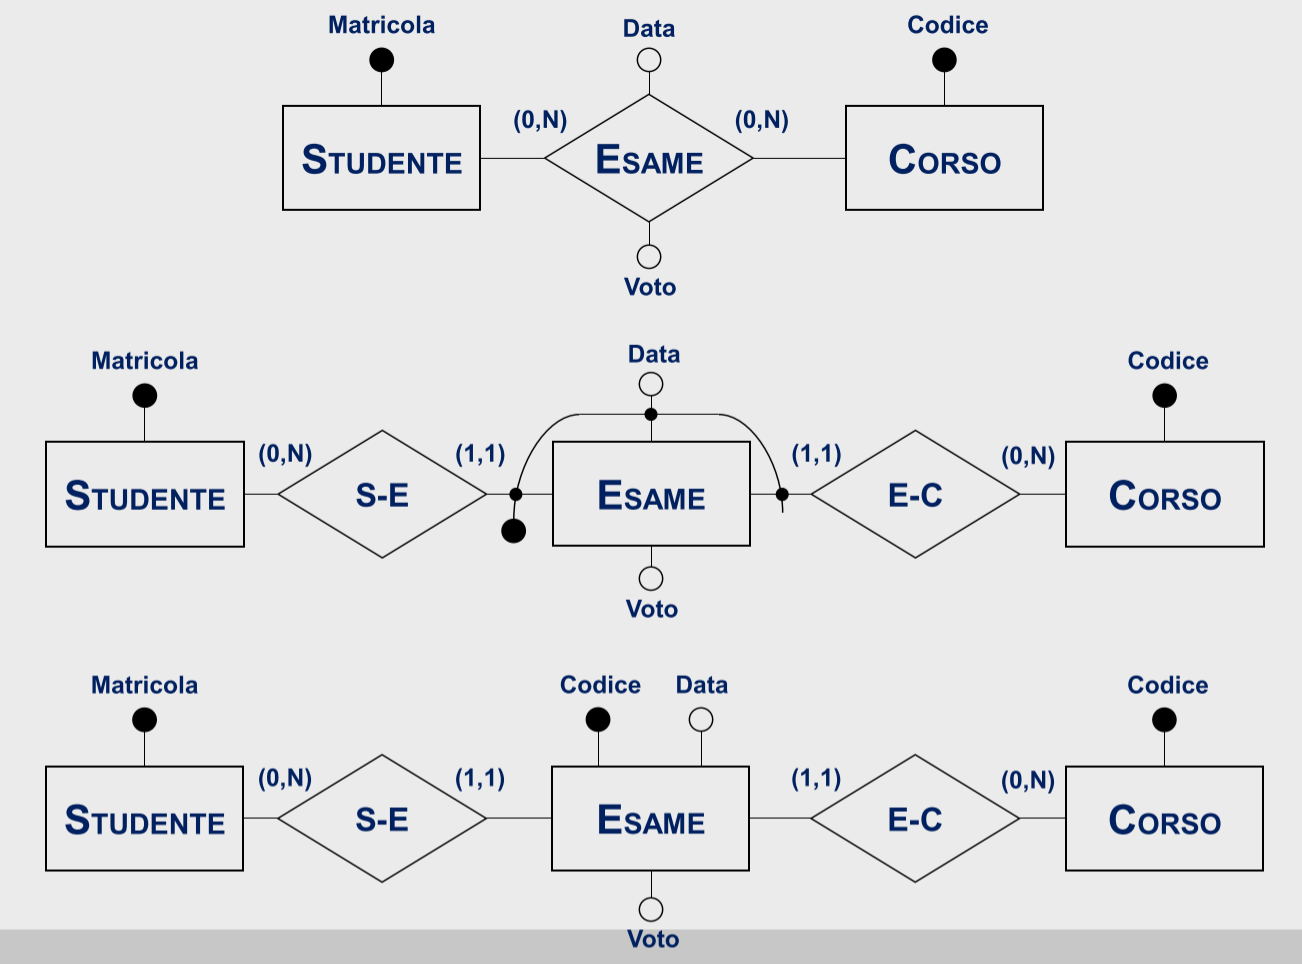 Matricola
Data
Codice
(0,N)
(0,N)
STUDENTE
ESAME
CORSO
Voto
Data
Matricola
Codice
(0,N)
(1,1)
(1,1)
(0,N)
STUDENTE
S-E
ESAME
E-C
CORSO
Voto
Matricola
Codice
Data
Codice
(0,N)
(1,1)
(1,1)
(0,N)
STUDENTE
S-E
ESAME
E-C
CORSO
Voto